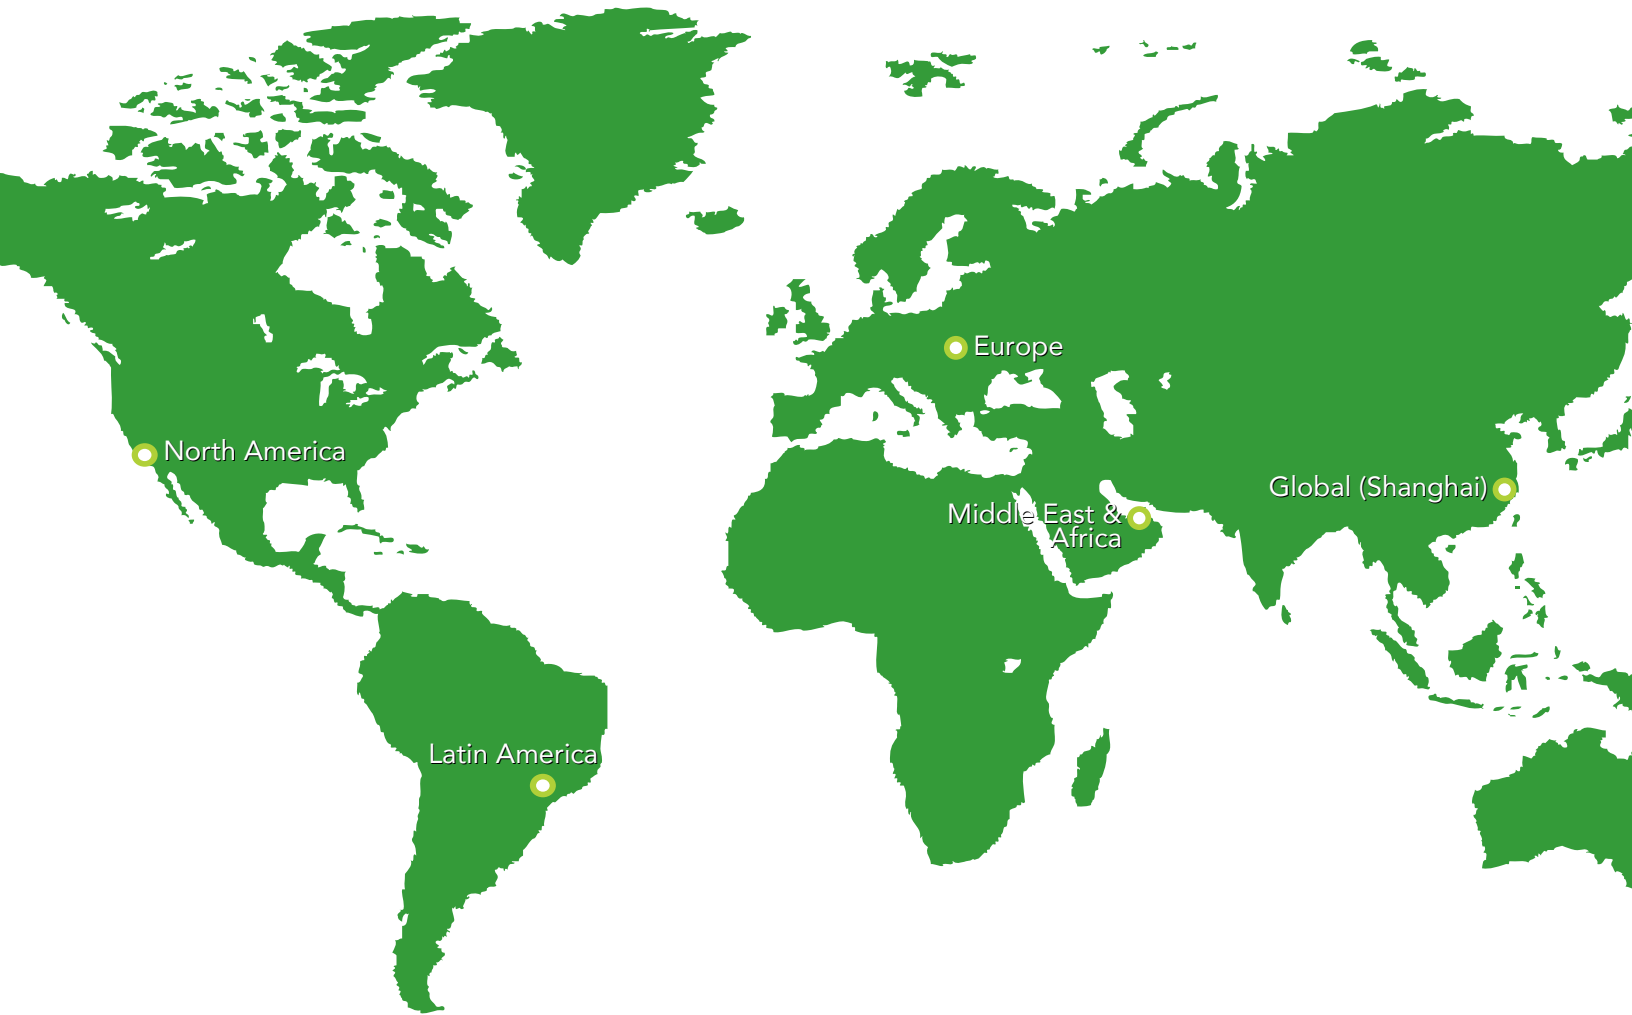 Europe
North America
Global (Shanghai)
Middle East &
Africa
Latin America